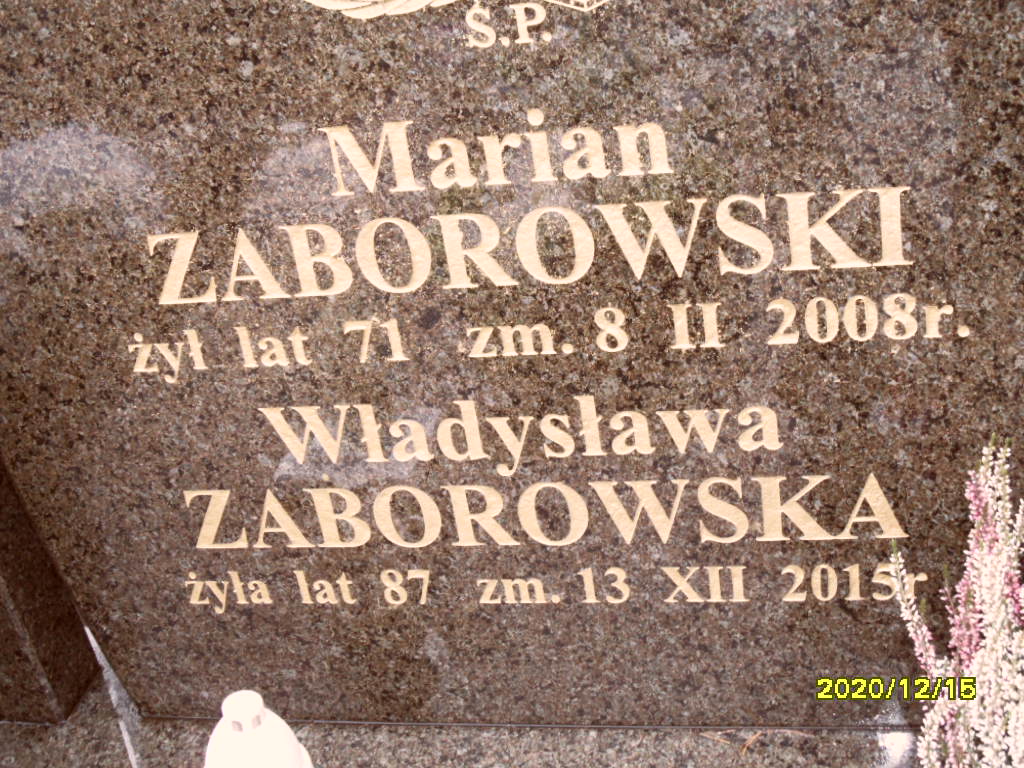 Ś.P.
Marian
ZABOROWSKI
żył lat 71 zm. 8 II 2008r.
Władysława
ZABOROWSKA
żyła lat 87 zm. 13 XII 2015r
2020/12/15